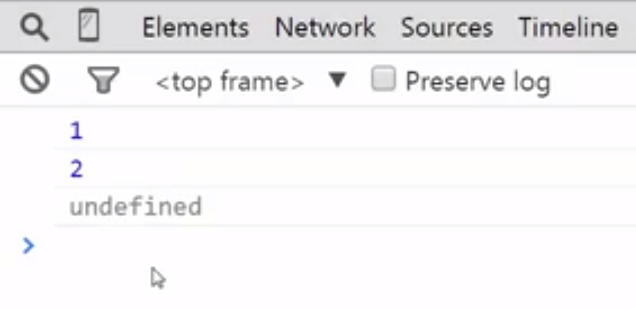 Elements Network Sources Timeline
<top frame> ▼ Preserve log
1
2
undefined
>